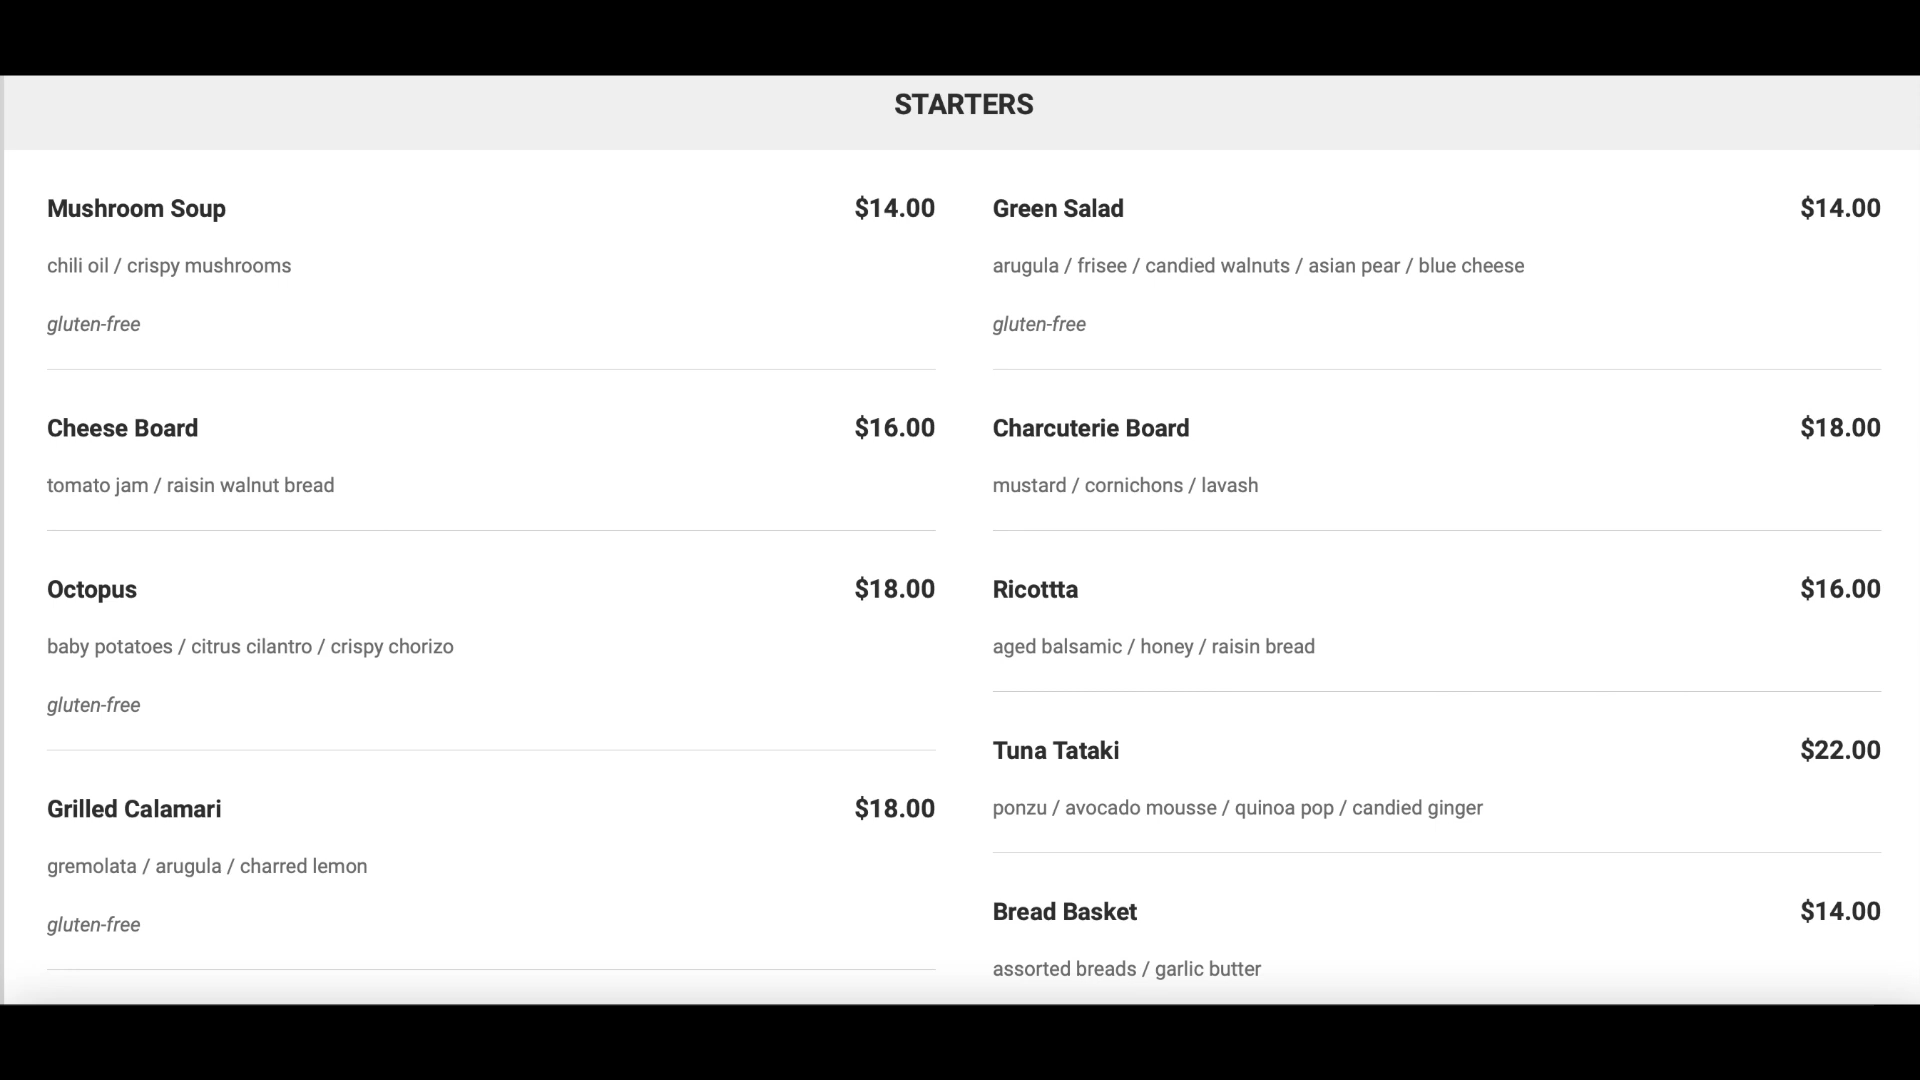 STARTERS
Mushroom Soup $14.00
chili oil / crispy mushrooms
gluten-free
Cheese Board $16.00
tomato jam / raisin walnut bread
Octopus $18.00
baby potatoes / citrus cilantro / crispy chorizo
gluten-free
Grilled Calamari $18.00
gremolata / arugula / charred lemon
gluten-free
Green Salad $14.00
arugula / frisee / candied walnuts / asian pear / blue cheese
gluten-free
Charcuterie Board $18.00
mustard / cornichons / lavash
Ricottta $16.00
aged balsamic / honey / raisin bread
Tuna Tataki $22.00
ponzu / avocado mousse / quinoa pop / candied ginger
Bread Basket $14.00
assorted breads / garlic butter